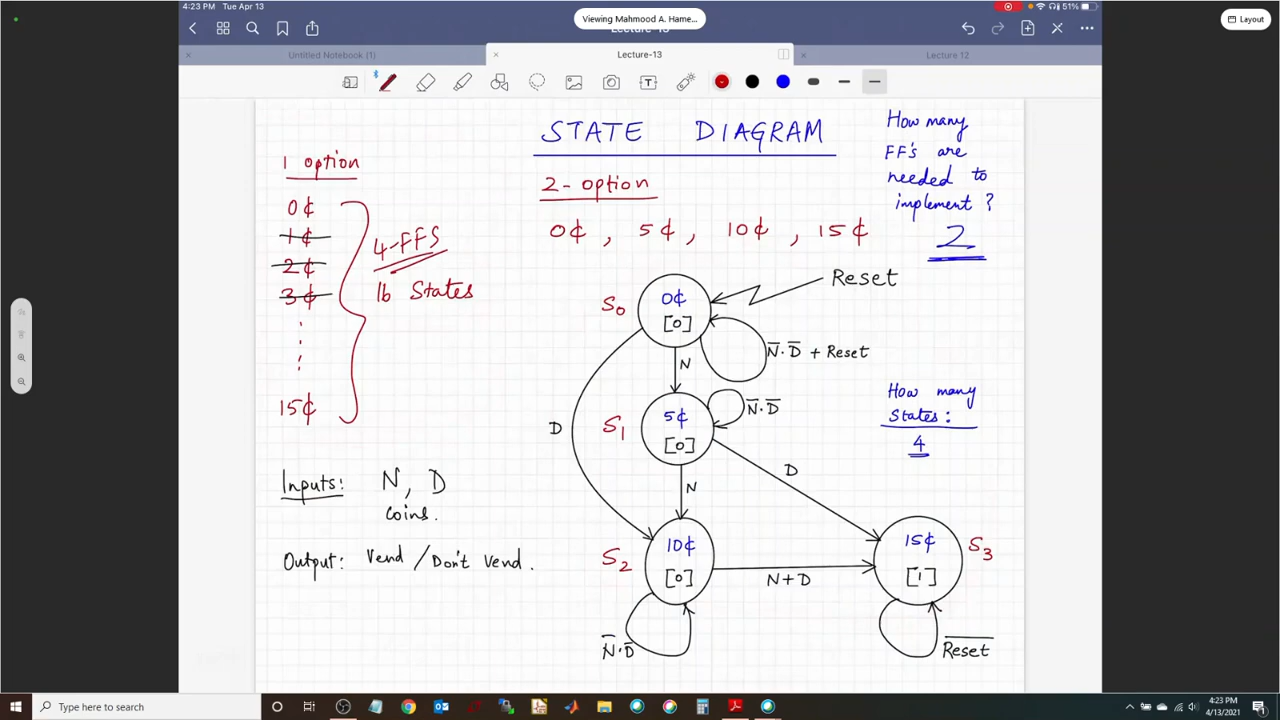 4:23 PM Tue Apr 13
Viewing Mahmood A. Hame...
51%
Layout
Lecture-13
Untitled Notebook (1)
Lecture-13
Lecture 12
STATE DIAGRAM
How many
FF's are
needed to
implement ?
2
1 option
0¢
1¢
2¢
3¢
15¢
4-FFS
16 States
2-option
0¢ , 5¢ , 10¢ , 15¢
Reset
S0
0¢
[0]
N̅·D̅ + Reset
N
S1
5¢
[0]
N̅·D̅
How many
States:
4
D
D
N
Inputs: N, D
coins.
Output: Vend /Don't Vend.
S2
10¢
[0]
N+D
15¢
[1]
S3
N̅·D̅
R̅e̅s̅e̅t̅
Type here to search
4:23 PM
4/13/2021